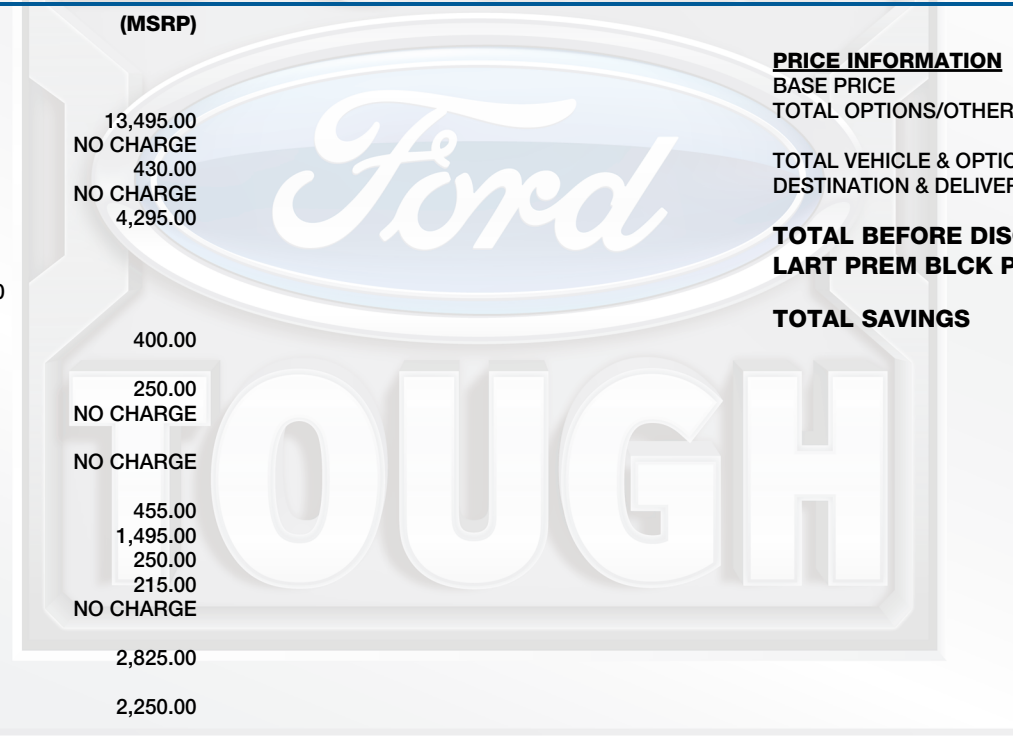 (MSRP)
13,495.00
NO CHARGE
430.00
NO CHARGE
4,295.00
0
400.00
250.00
NO CHARGE
NO CHARGE
455.00
1,495.00
250.00
215.00
NO CHARGE
2,825.00
2,250.00
Ford
TOUGH
PRICE INFORMATION
BASE PRICE
TOTAL OPTIONS/OTHER
TOTAL VEHICLE & OPTIO
DESTINATION & DELIVER
TOTAL BEFORE DIS
LART PREM BLCK P
TOTAL SAVINGS